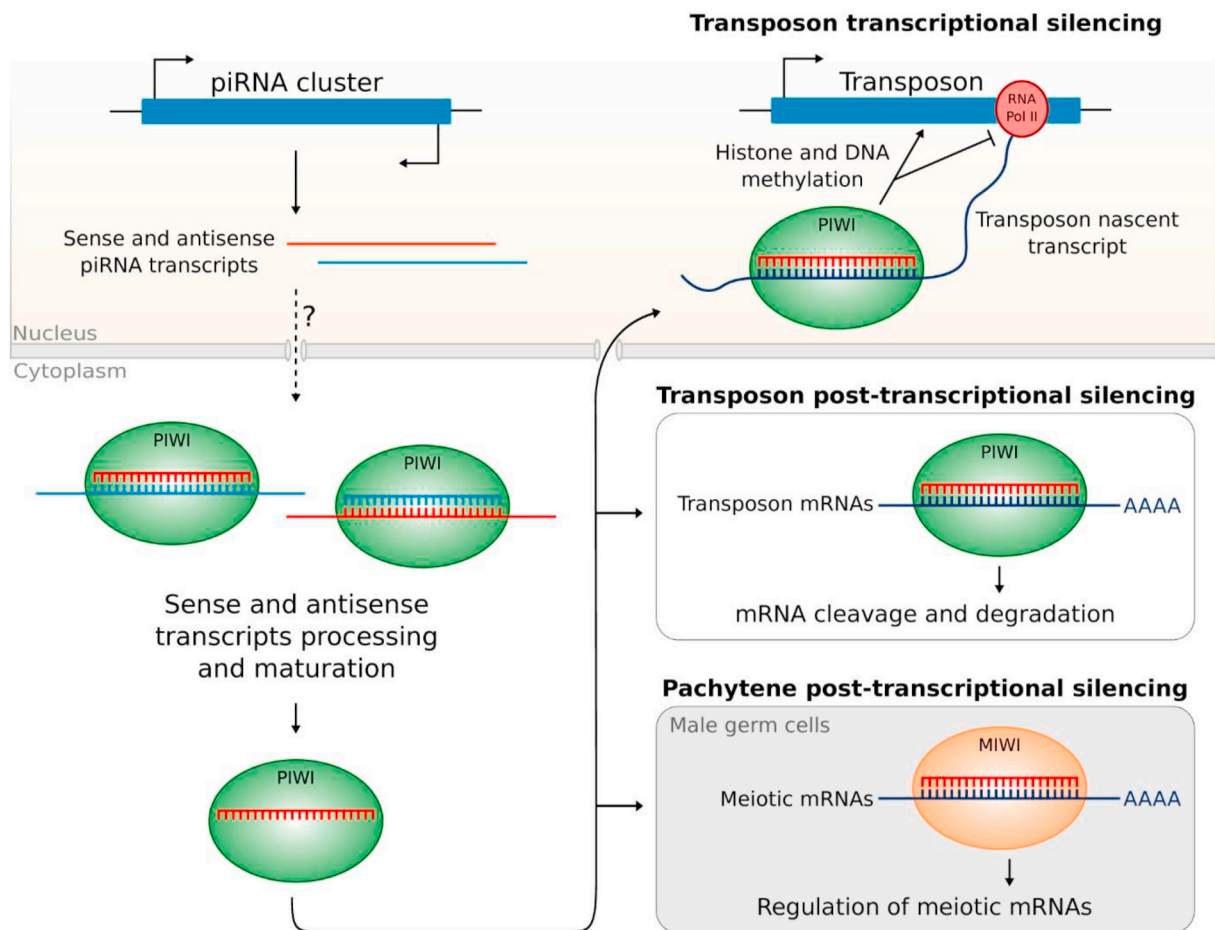 Transposon transcriptional silencing
piRNA cluster
Transposon
RNA
Pol II
Histone and DNA
methylation
PIWI
Transposon nascent
transcript
Sense and antisense
piRNA transcripts
?
Nucleus
Cytoplasm
PIWI
PIWI
Sense and antisense
transcripts processing
and maturation
PIWI
Transposon post-transcriptional silencing
PIWI
Transposon mRNAs
AAAA
mRNA cleavage and degradation
Pachytene post-transcriptional silencing
Male germ cells
MIWI
Meiotic mRNAs
AAAA
Regulation of meiotic mRNAs